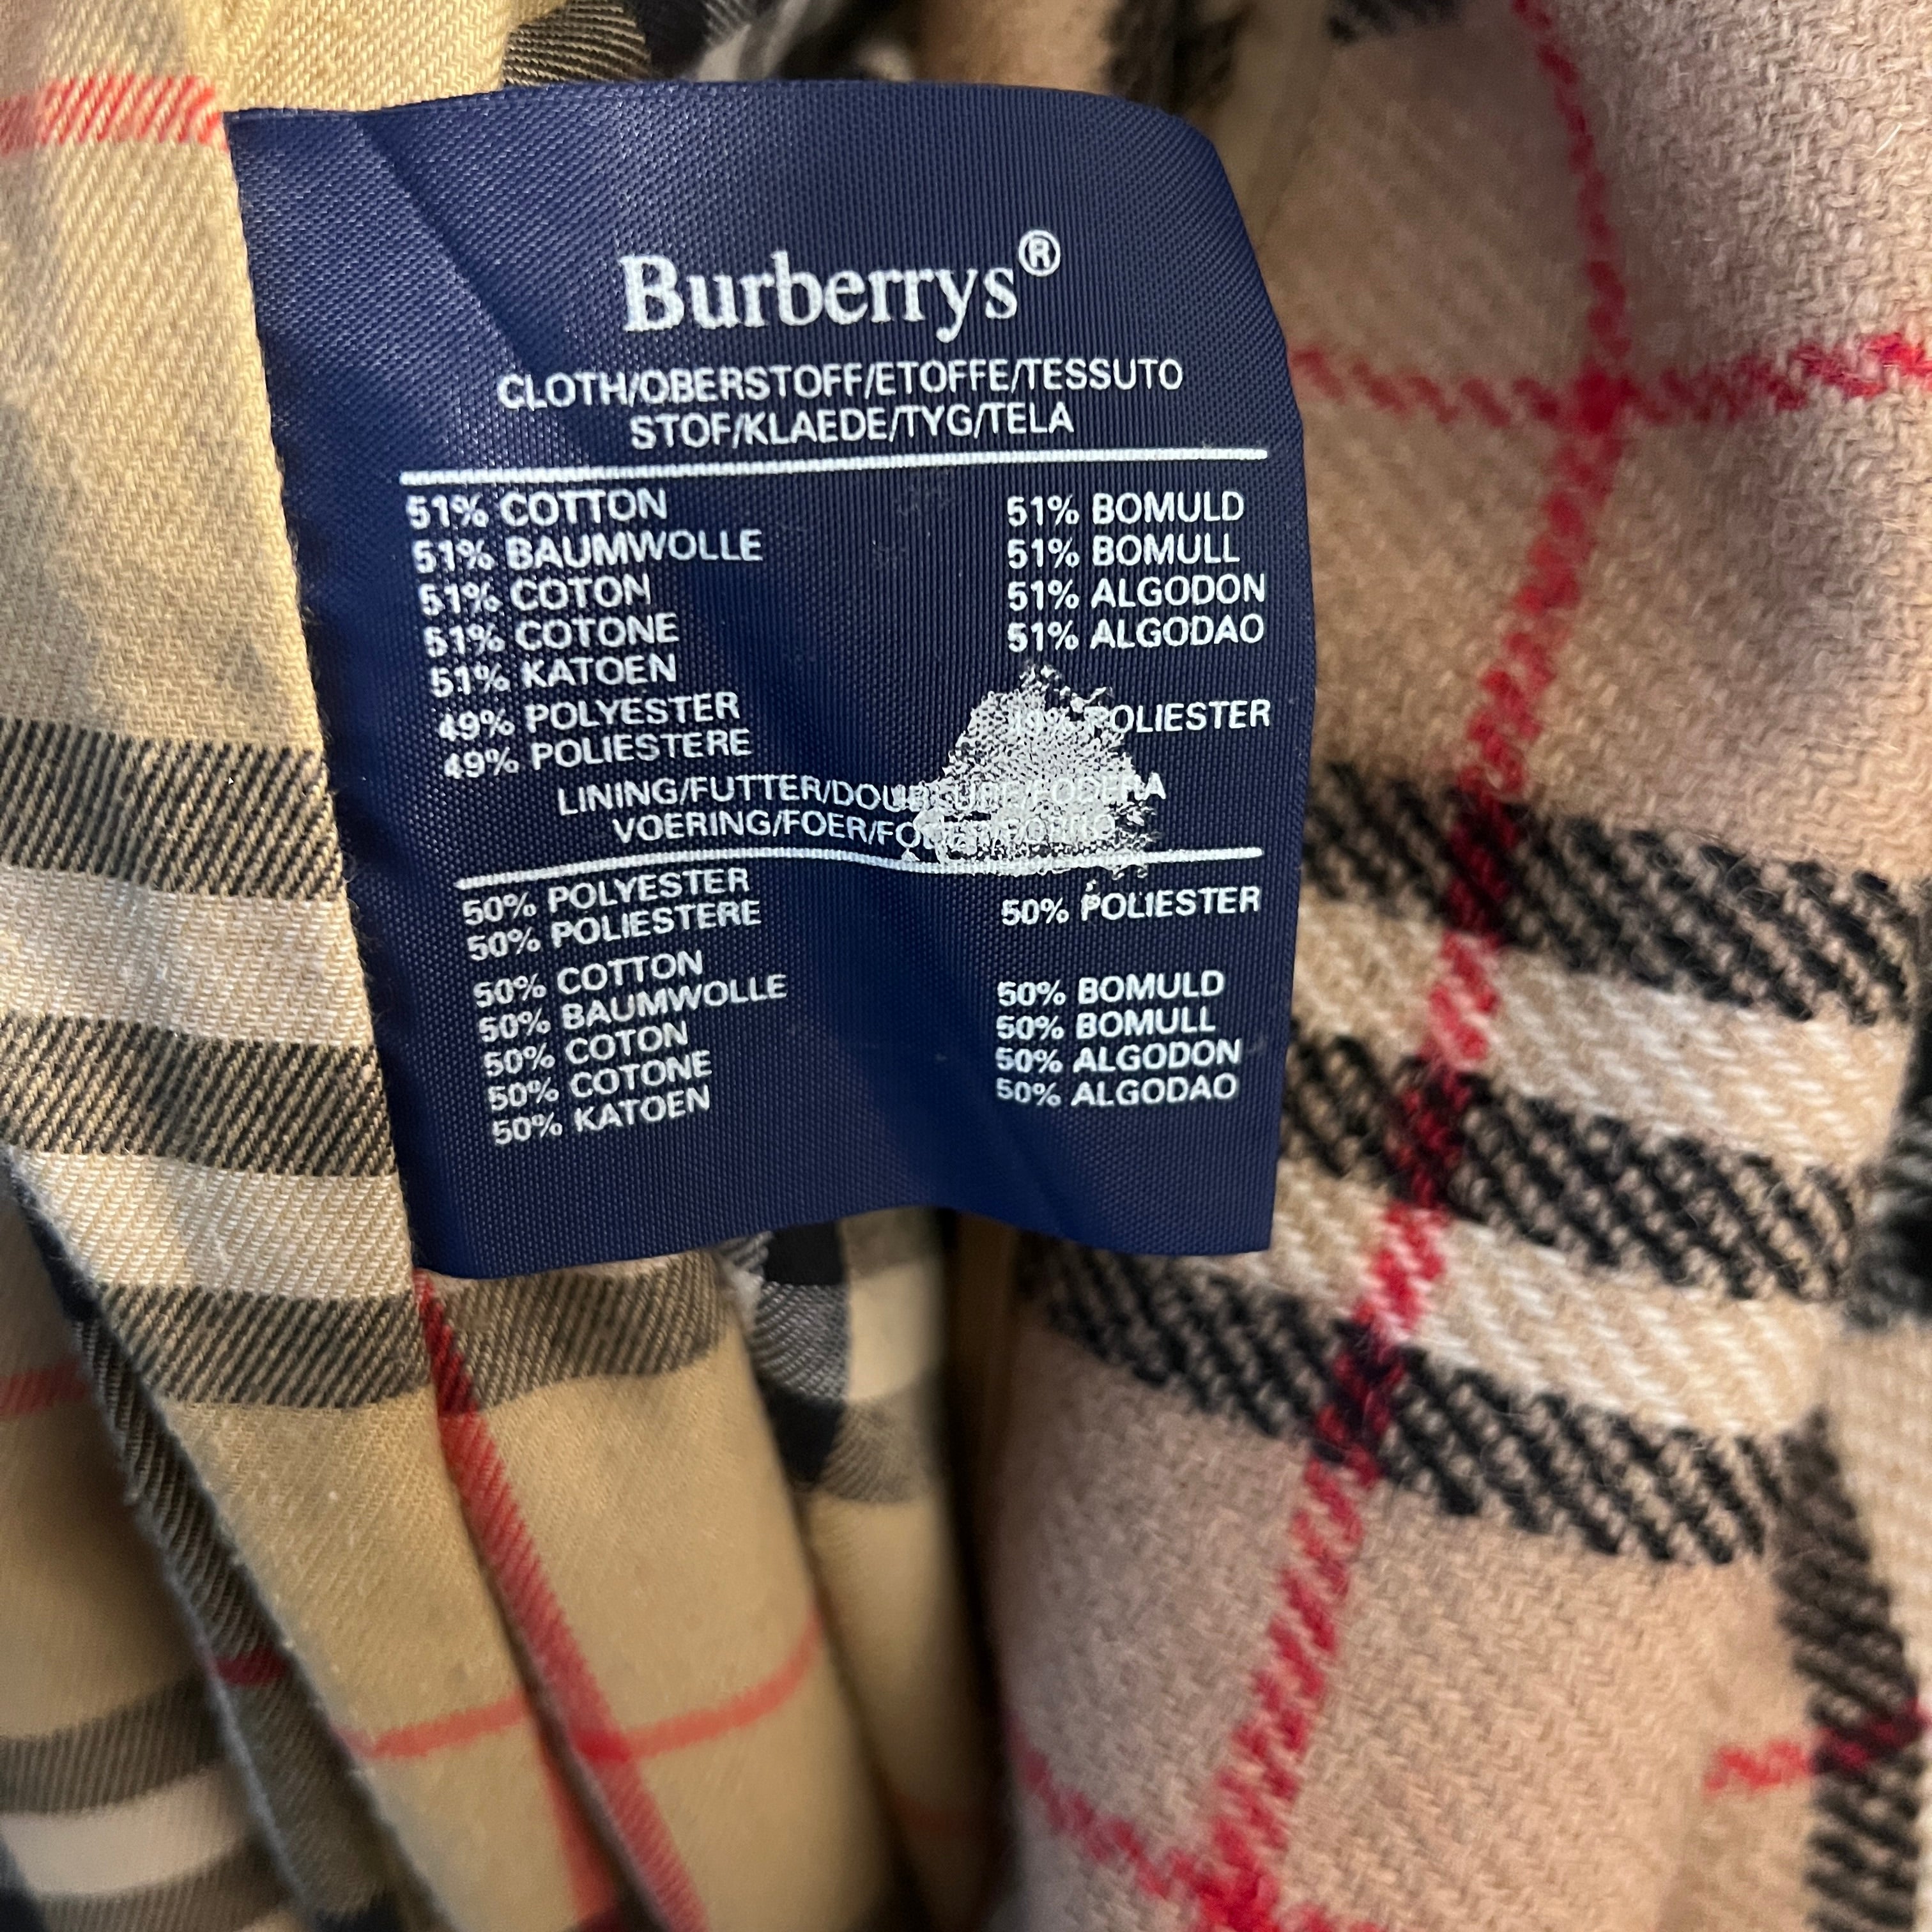 Burberrys®
CLOTH/OBERSTOFF/ETOFFE/TESSUTO
STOF/KLAEDE/TYG/TELA
51% COTTON
51% BAUMWOLLE
51% COTON
51% COTONE
51% KATOEN
49% POLYESTER
49% POLIESTERE
51% BOMULD
51% BOMULL
51% ALGODON
51% ALGODAO
49% POLIESTER
LINING/FUTTER/DOUBLURE/FODERA
VOERING/FOER/
50% POLYESTER
50% POLIESTERE
50% COTTON
50% BAUMWOLLE
50% COTON
50% COTONE
50% KATOEN
50% POLIESTER
50% BOMULD
50% BOMULL
50% ALGODON
50% ALGODAO